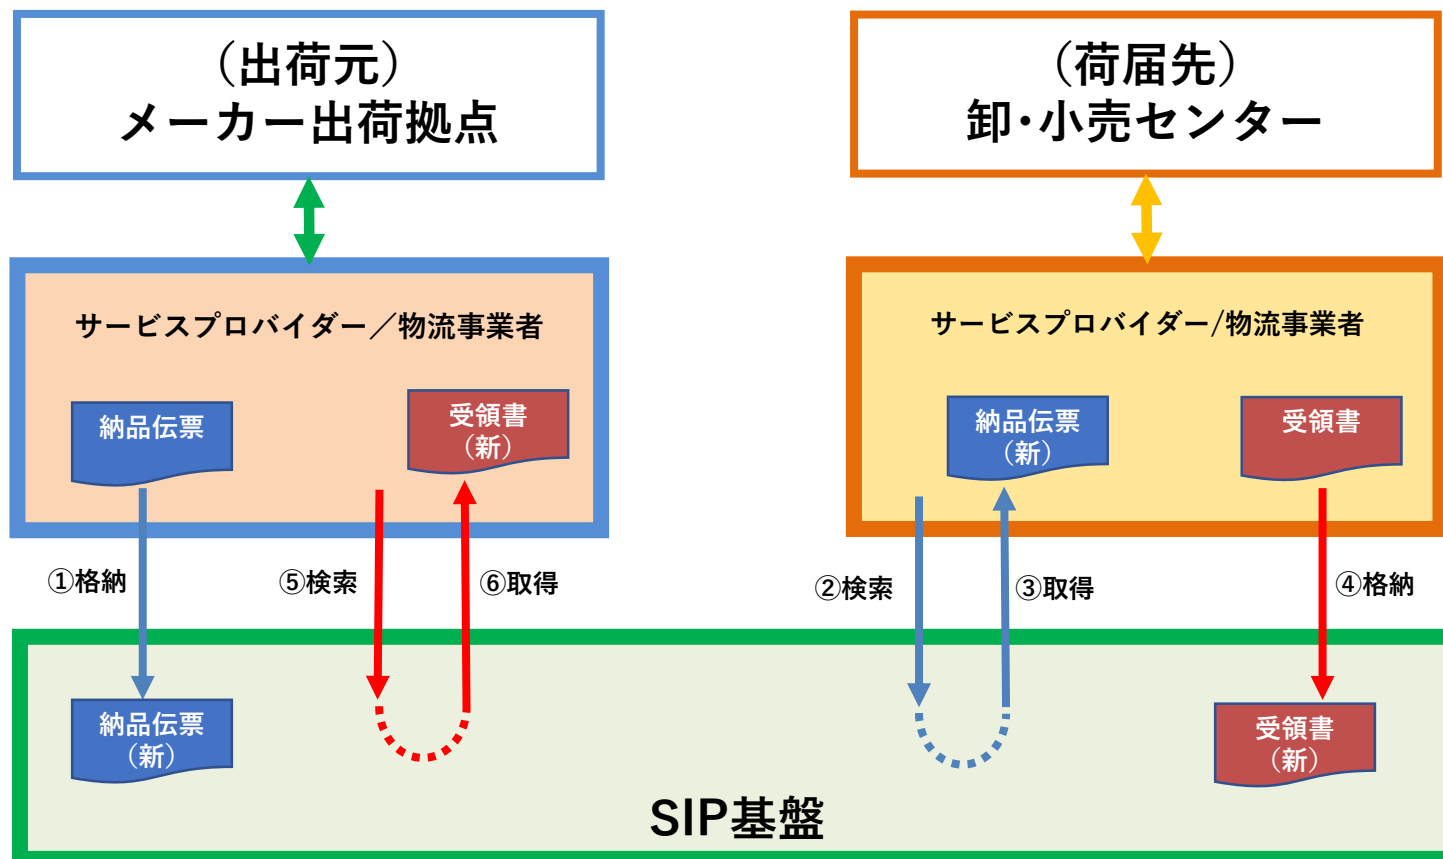 （出荷元）
メーカー出荷拠点
（荷届先）
卸･小売センター
サービスプロバイダー／物流事業者
納品伝票
受領書
（新）
サービスプロバイダー/物流事業者
納品伝票
（新）
受領書
①格納
⑤検索
⑥取得
②検索
③取得
④格納
納品伝票
（新）
受領書
（新）
SIP基盤